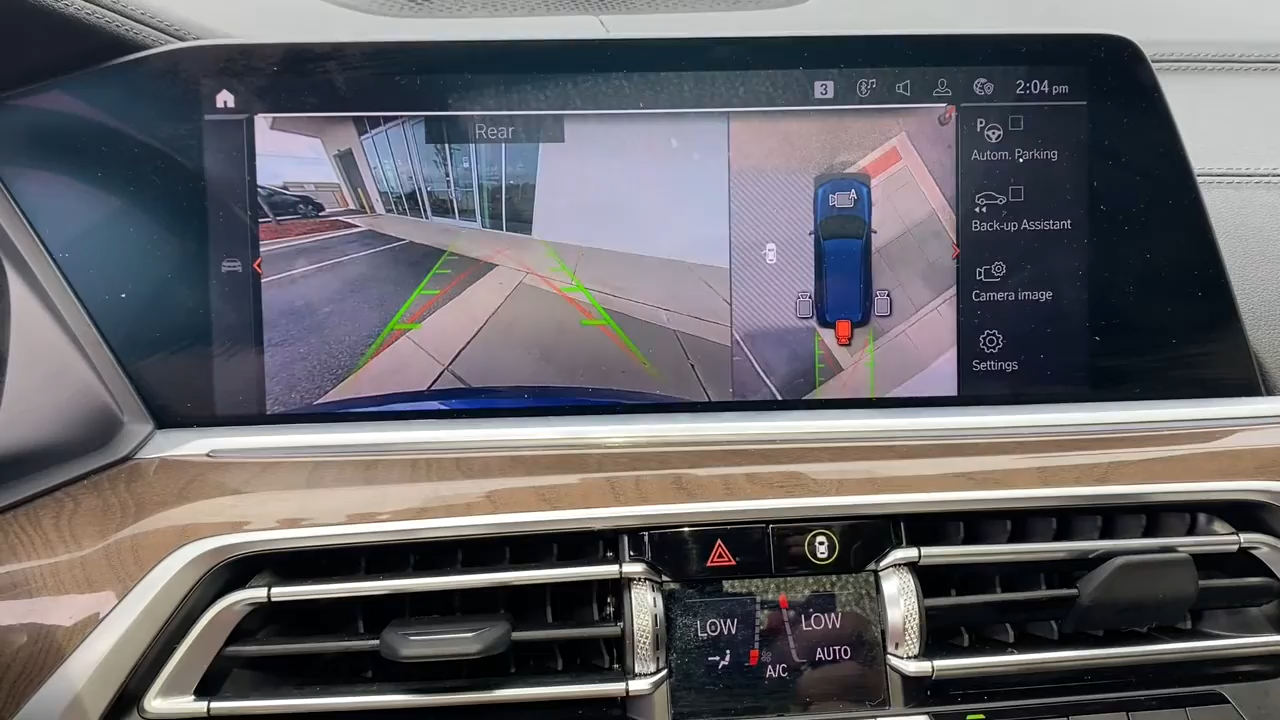 3
2:04 pm
Rear
A
P
Autom. Parking
Back-up Assistant
Camera image
Settings
LOW
LOW
AUTO
A/C